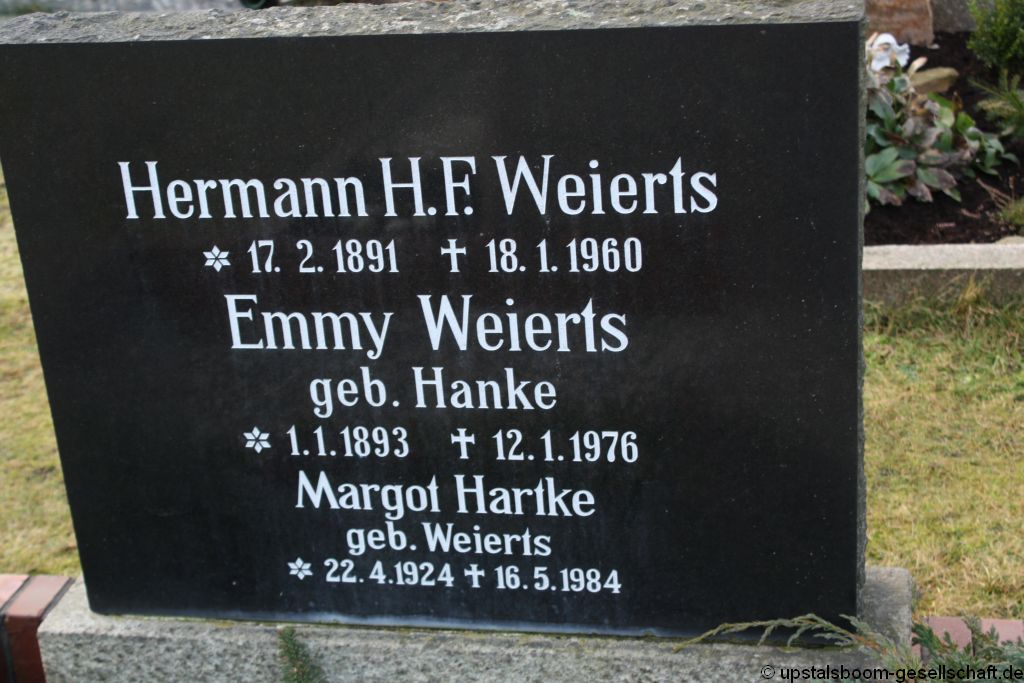 Hermann H.F. Weierts
* 17. 2. 1891 † 18. 1. 1960
Emmy Weierts
geb. Hanke
* 1. 1. 1893 † 12. 1. 1976
Margot Hartke
geb. Weierts
* 22. 4. 1924 † 16. 5. 1984
© upstalsboom-gesellschaft.de